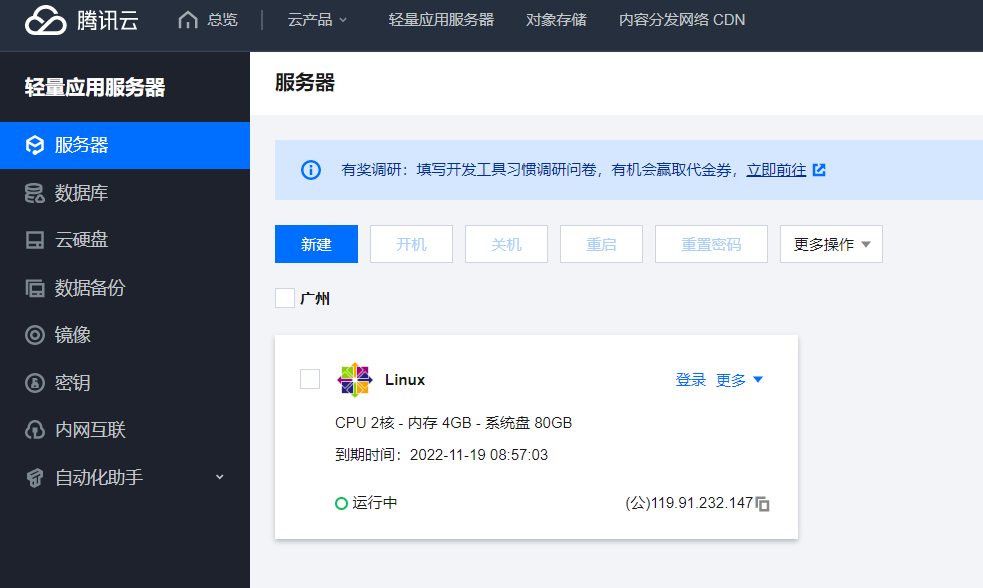 腾讯云 总览 云产品 轻量应用服务器 对象存储 内容分发网络 CDN
轻量应用服务器
服务器
数据库
云硬盘
数据备份
镜像
密钥
内网互联
自动化助手
服务器
有奖调研：填写开发工具习惯调研问卷，有机会赢取代金券，立即前往
新建 开机 关机 重启 重置密码 更多操作
广州
Linux 登录 更多
CPU 2核 - 内存 4GB - 系统盘 80GB
到期时间：2022-11-19 08:57:03
运行中 (公)119.91.232.147